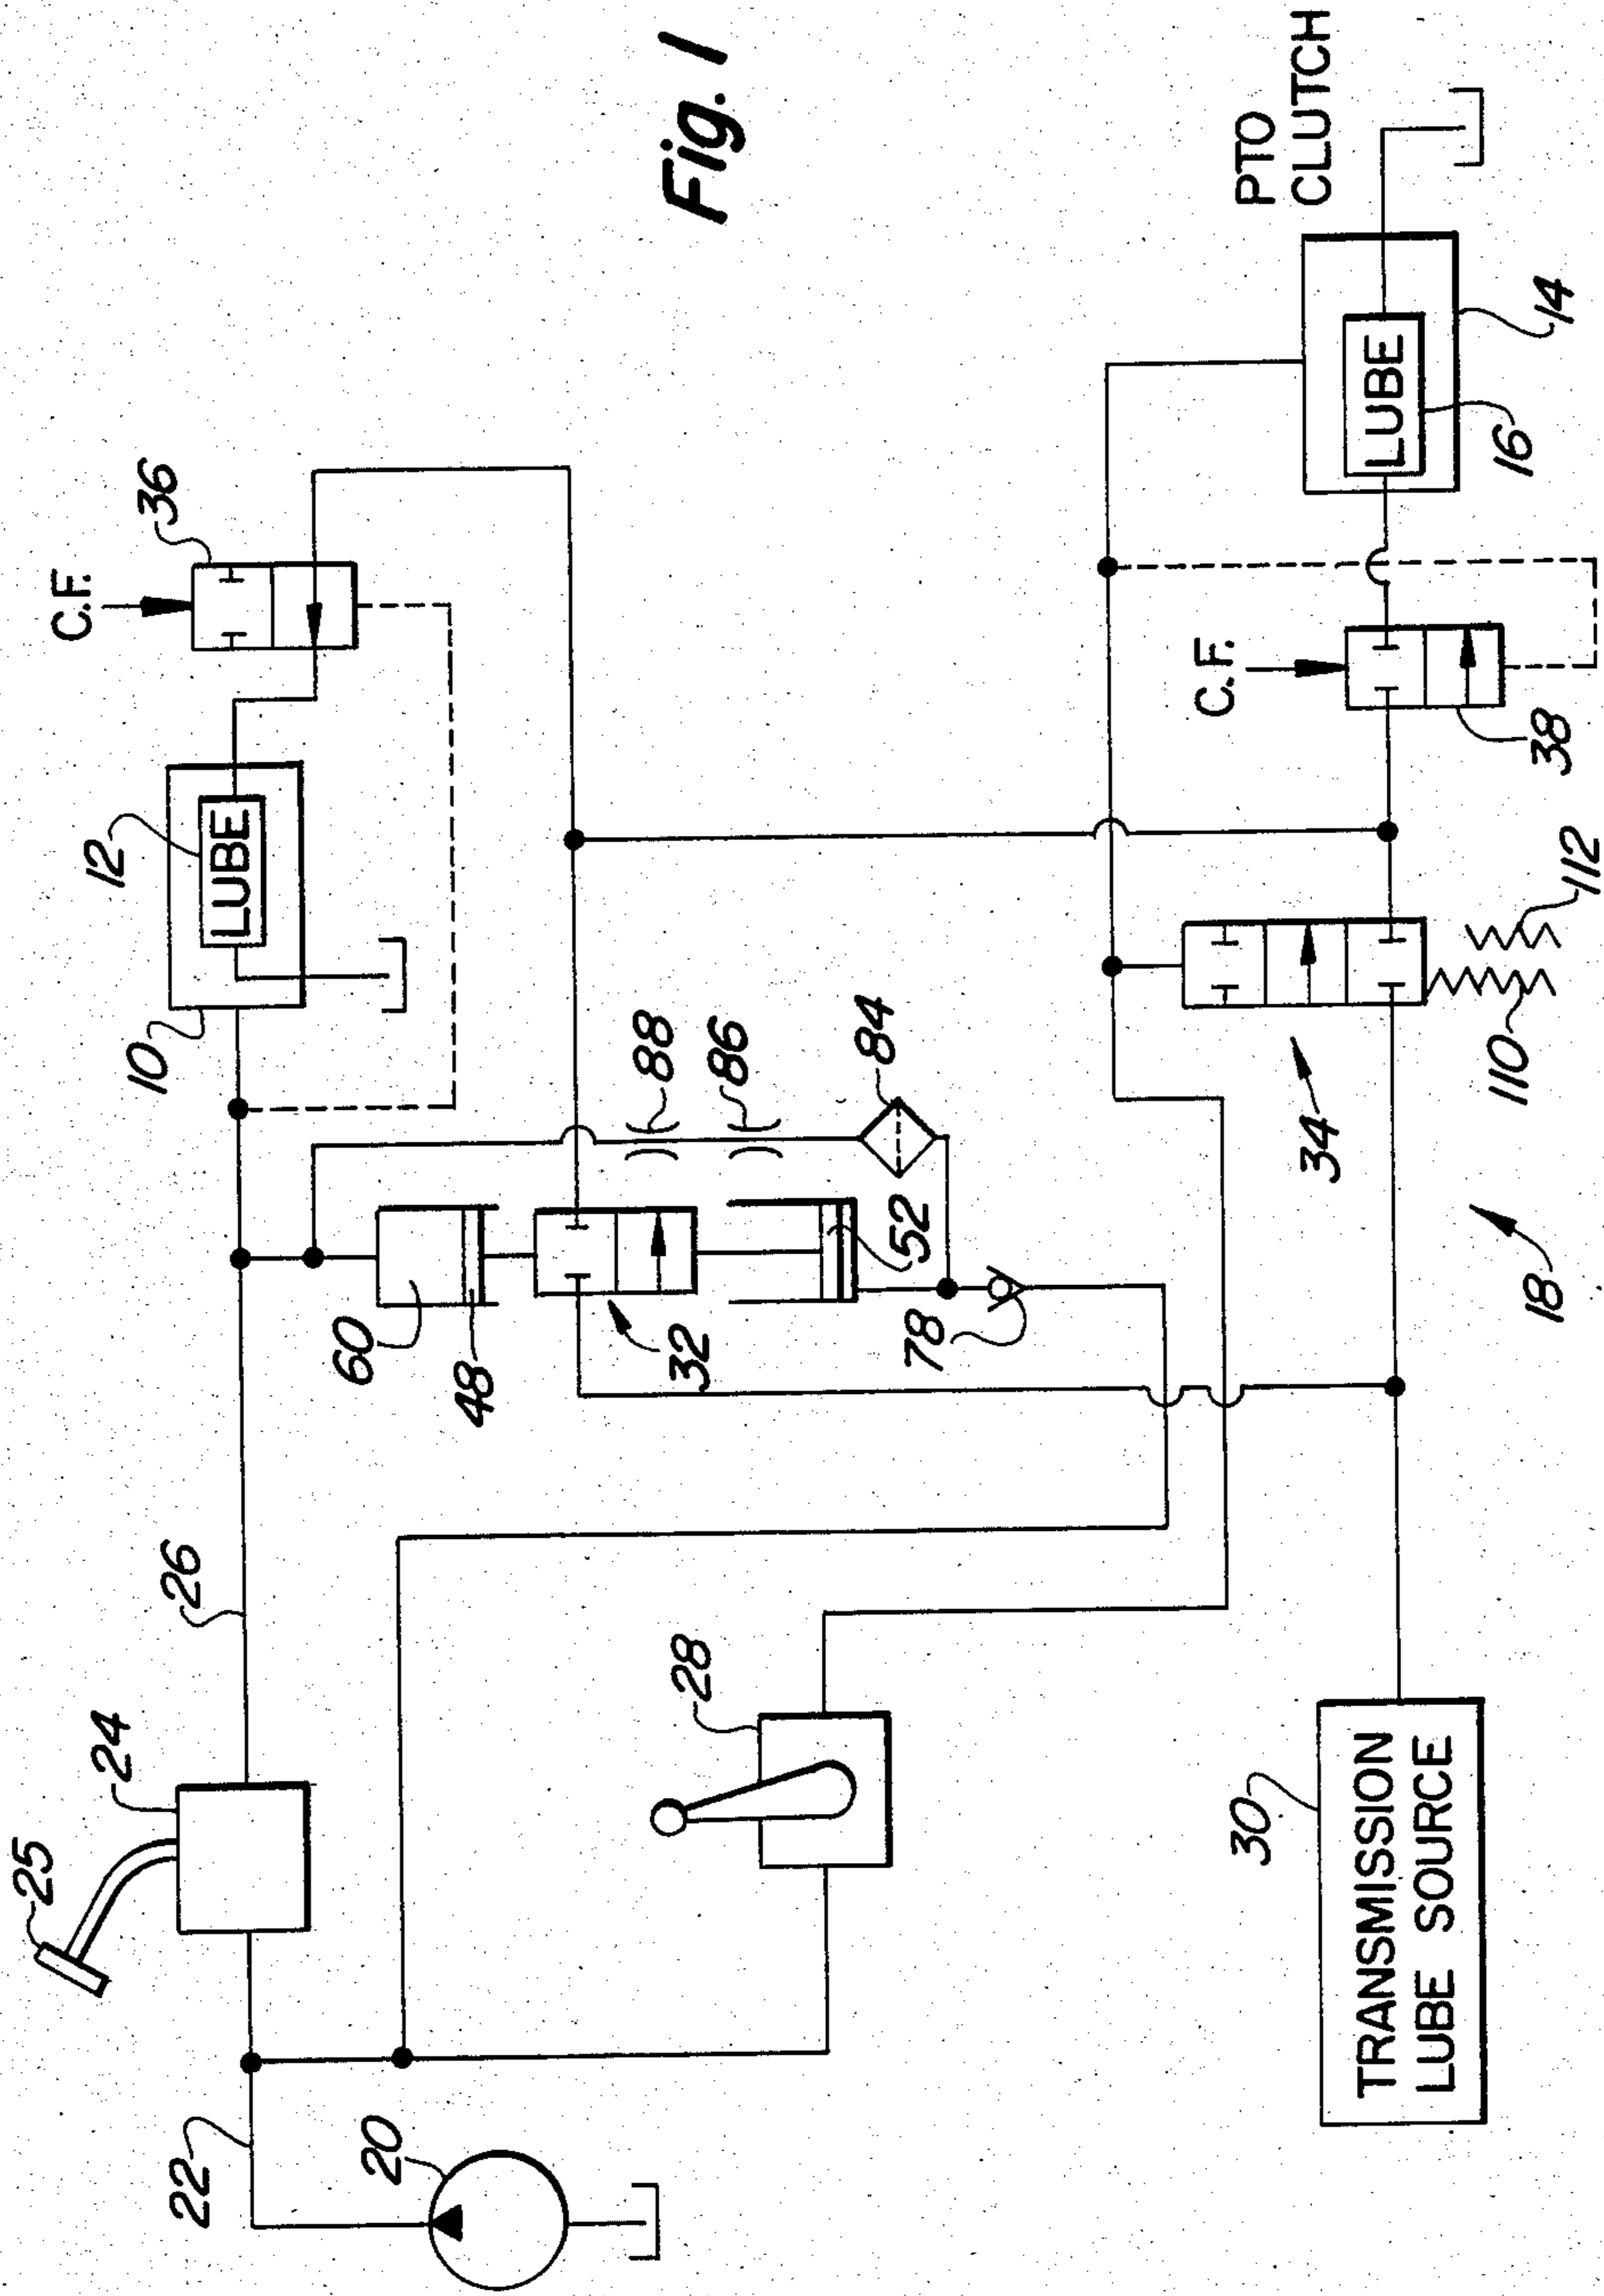 25
24
26
10
12
C.F.
36
22
20
60
48
32
88
86
84
52
78
Fig. 1
28
18
34
C.F.
38
110
112
PTO
CLUTCH
LUBE
LUBE
16
14
30
TRANSMISSION
LUBE SOURCE